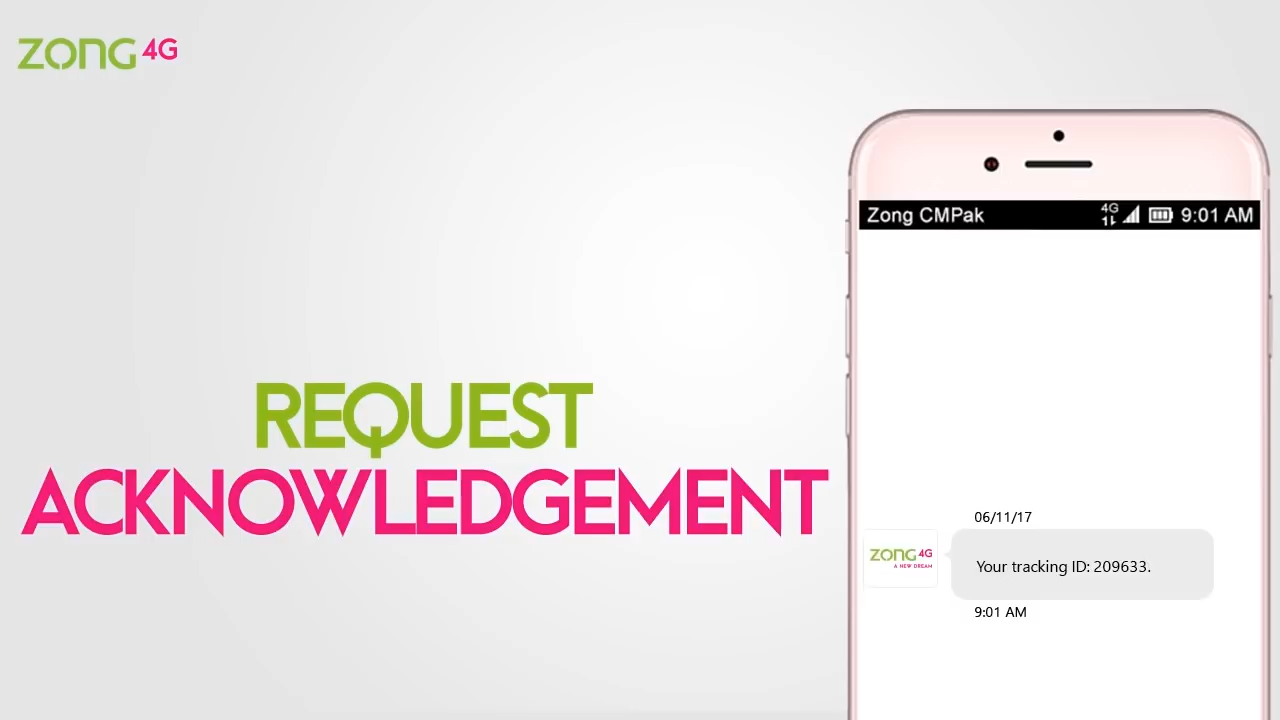 ZONG 4G
REQUEST
ACKNOWLEDGEMENT
Zong CMPak 4G 9:01 AM
06/11/17
ZONG 4G
A NEW DREAM
Your tracking ID: 209633.
9:01 AM